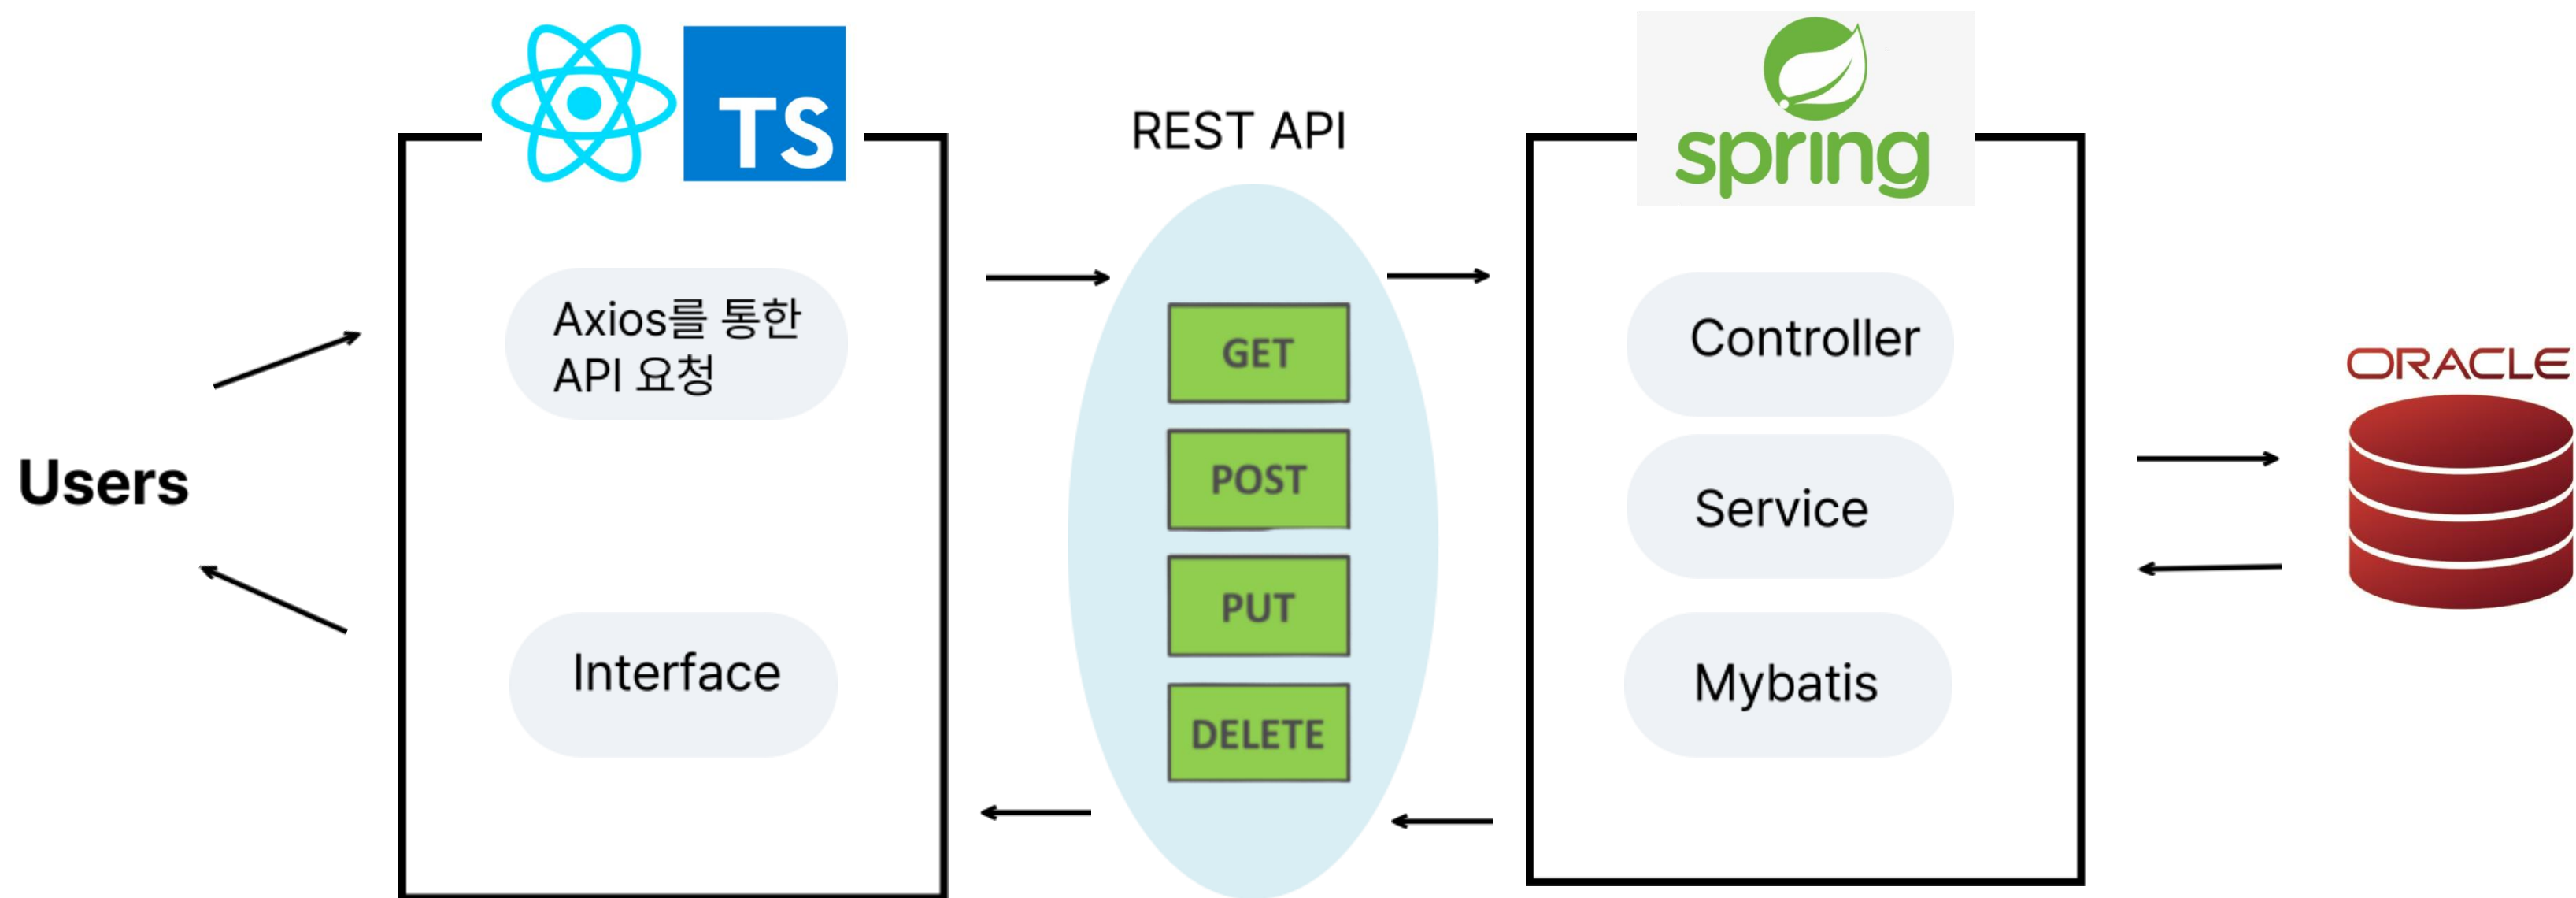 Users
TS
Axios를 통한
API 요청
Interface
REST API
GET
POST
PUT
DELETE
spring
Controller
Service
Mybatis
ORACLE